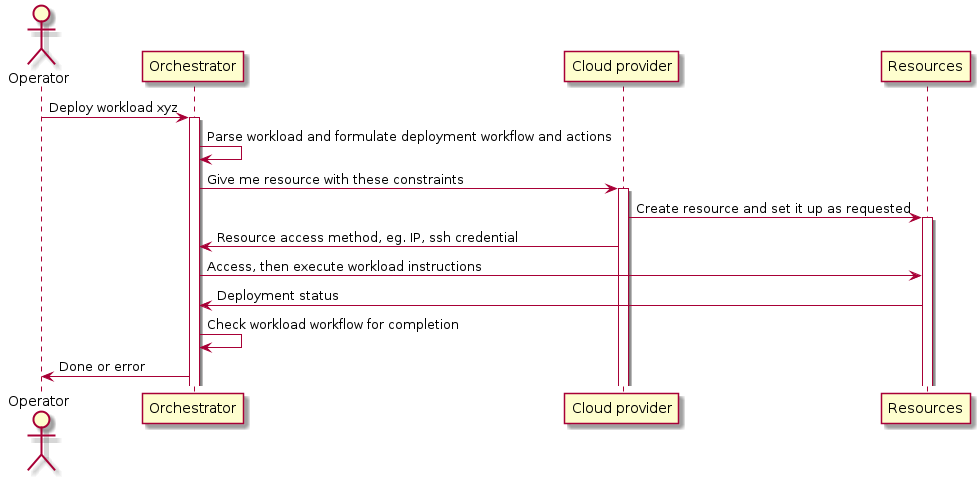 Operator
Orchestrator
Cloud provider
Resources
Deploy workload xyz
Parse workload and formulate deployment workflow and actions
Give me resource with these constraints
Create resource and set it up as requested
Resource access method, eg. IP, ssh credential
Access, then execute workload instructions
Deployment status
Check workload workflow for completion
Done or error
Operator
Orchestrator
Cloud provider
Resources